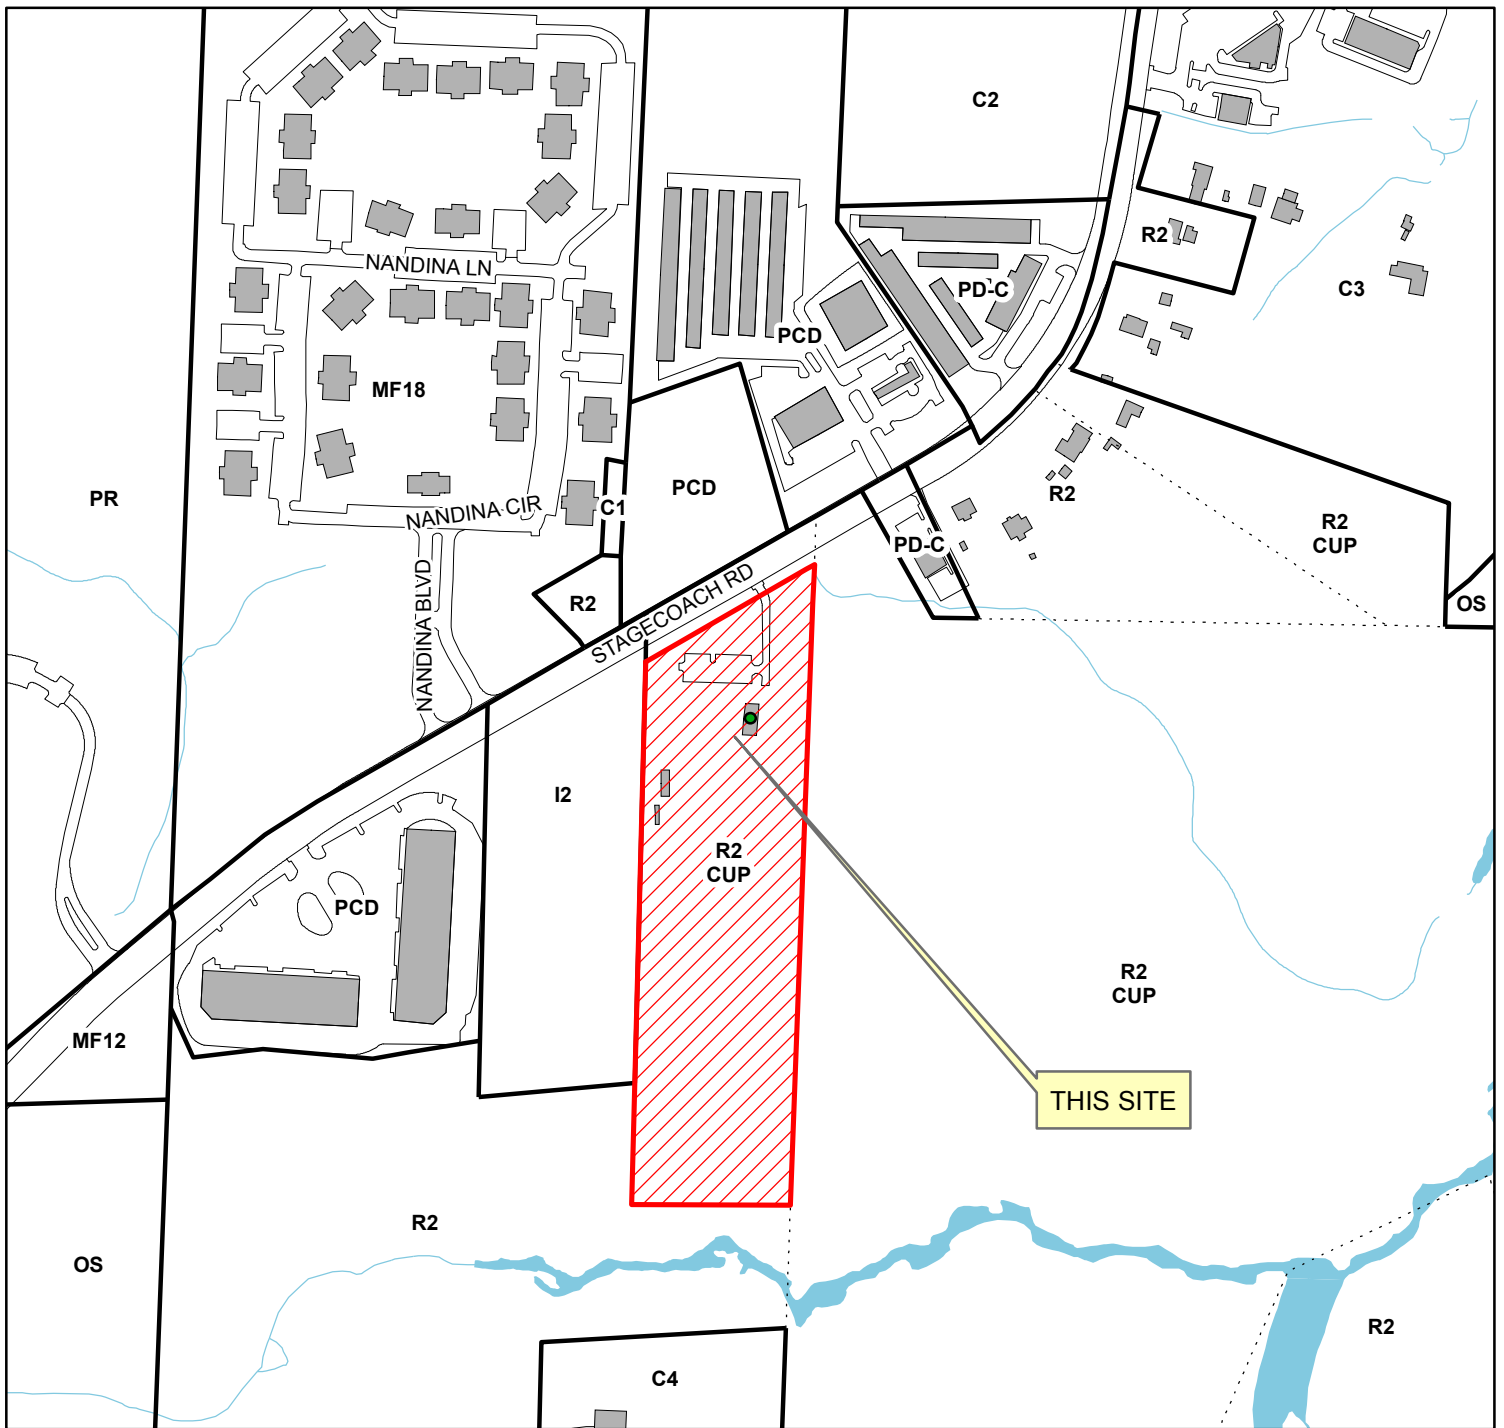 C2
R2
NANDINA LN
PD-C
C3
PCD
MF18
PR
PCD
C1
NANDINA CIR
R2
R2
CUP
PD-C
NANDINA BLVD
R2
STAGECOACH RD
OS
I2
R2
CUP
PCD
R2
CUP
MF12
THIS SITE
R2
OS
R2
C4